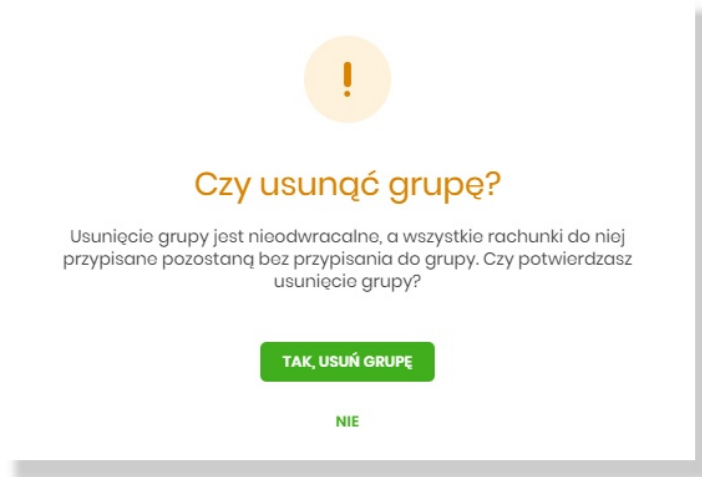 Czy usunąć grupę?
Usunięcie grupy jest nieodwracalne, a wszystkie rachunki do niej
przypisane pozostaną bez przypisania do grupy. Czy potwierdzasz
usunięcie grupy?
TAK, USUŃ GRUPĘ
NIE